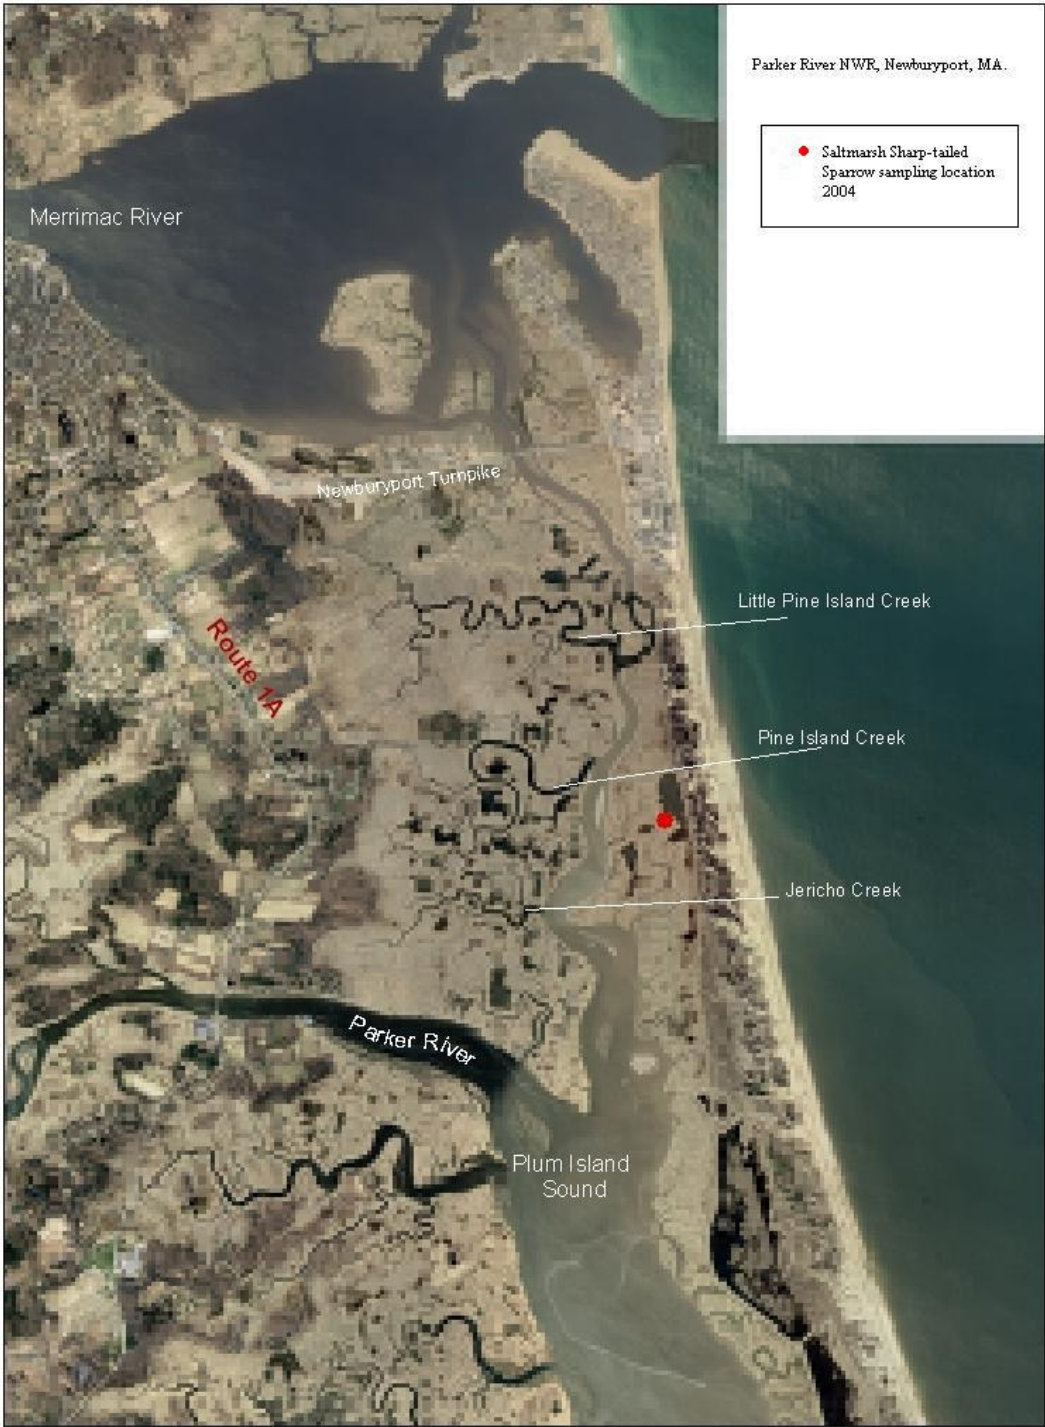 Parker River NWR, Newburyport, MA.
Saltmarsh Sharp-tailed
Sparrow sampling location
2004
Merrimac River
Newburyport Turnpike
Little Pine Island Creek
Route 1A
Pine Island Creek
Jericho Creek
Parker River
Plum Island
Sound